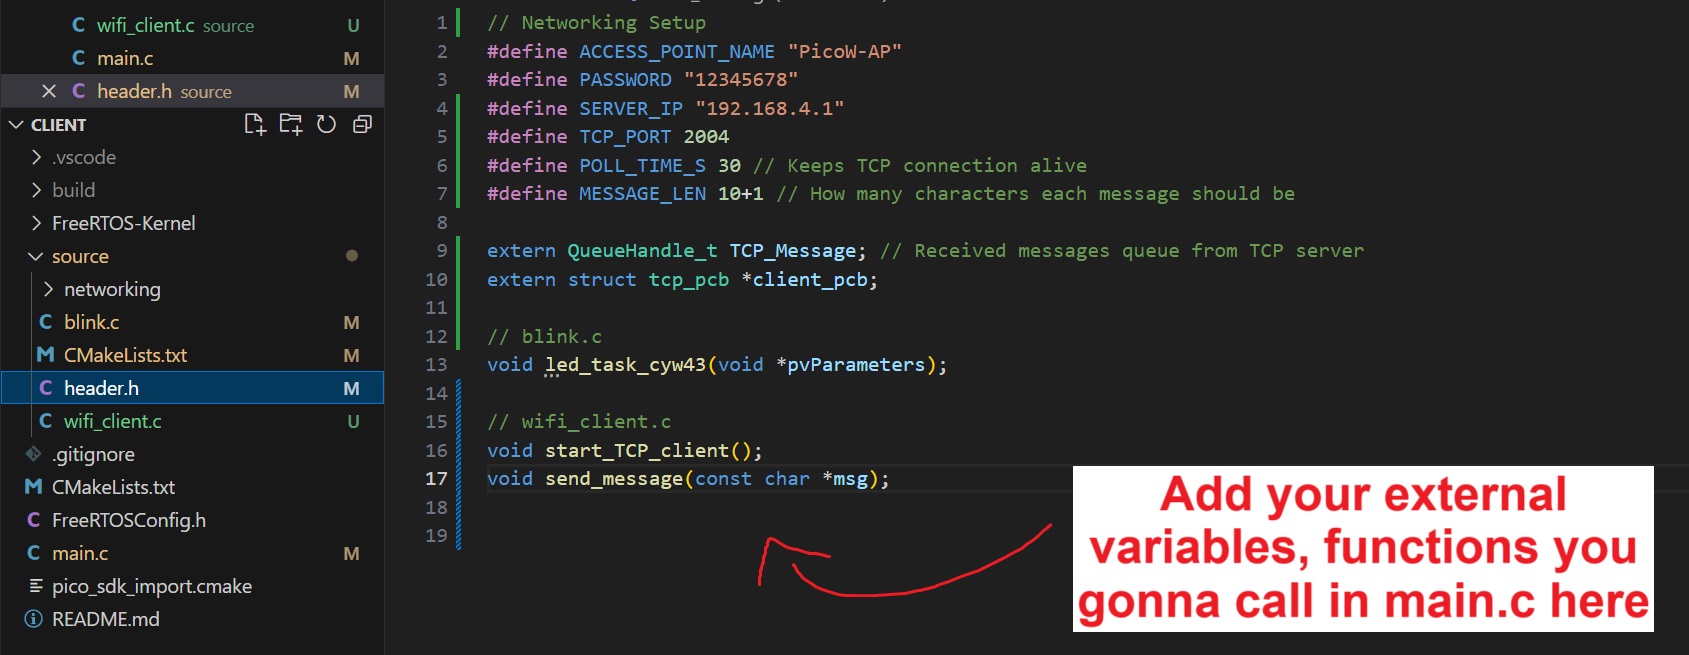 wifi_client.c source U
main.c M
header.h source M
CLIENT
.vscode
build
FreeRTOS-Kernel
source
networking
blink.c M
CMakeLists.txt M
header.h M
wifi_client.c U
.gitignore
CMakeLists.txt
FreeRTOSConfig.h
main.c M
pico_sdk_import.cmake
README.md
1 // Networking Setup
2 #define ACCESS_POINT_NAME "PicoW-AP"
3 #define PASSWORD "12345678"
4 #define SERVER_IP "192.168.4.1"
5 #define TCP_PORT 2004
6 #define POLL_TIME_S 30 // Keeps TCP connection alive
7 #define MESSAGE_LEN 10+1 // How many characters each message should be
8
9 extern QueueHandle_t TCP_Message; // Received messages queue from TCP server
10 extern struct tcp_pcb *client_pcb;
11
12 // blink.c
13 void led_task_cyw43(void *pvParameters);
14
15 // wifi_client.c
16 void start_TCP_client();
17 void send_message(const char *msg);
18
19
Add your external
variables, functions you
gonna call in main.c here